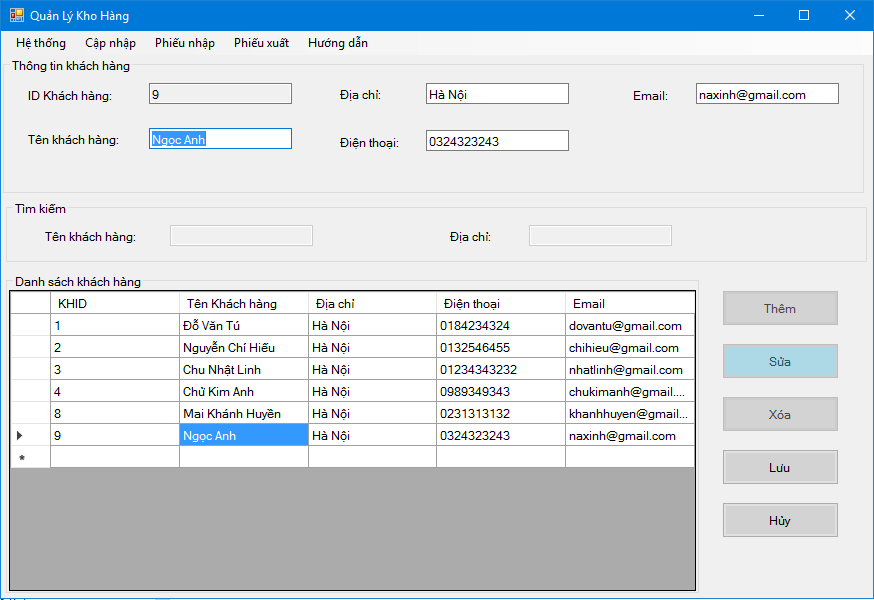 Quản Lý Kho Hàng
Hệ thống Cập nhập Phiếu nhập Phiếu xuất Hướng dẫn
Thông tin khách hàng
ID Khách hàng: 9 Địa chỉ: Hà Nội Email: naxinh@gmail.com
Tên khách hàng: Ngọc Anh Điện thoại: 0324323243
Tìm kiếm
Tên khách hàng: Địa chỉ:
Danh sách khách hàng
KHID Tên Khách hàng Địa chỉ Điện thoại Email
1 Đỗ Văn Tú Hà Nội 0184234324 dovantu@gmail.com
2 Nguyễn Chí Hiếu Hà Nội 0132546455 chihieu@gmail.com
3 Chu Nhật Linh Hà Nội 01234343232 nhatlinh@gmail.com
4 Chử Kim Anh Hà Nội 0989349343 chukimanh@gmail....
8 Mai Khánh Huyền Hà Nội 0231313132 khanhhuyen@gmail...
9 Ngọc Anh Hà Nội 0324323243 naxinh@gmail.com
Thêm
Sửa
Xóa
Lưu
Hủy